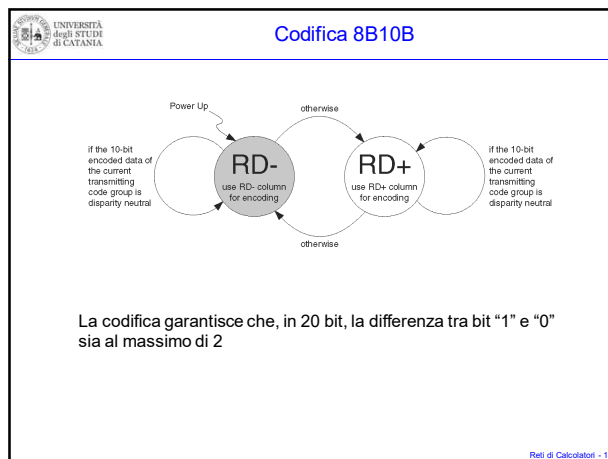 UNIVERSITÀ
degli STUDI
di CATANIA
Codifica 8B10B
Power Up
otherwise
if the 10-bit
encoded data of
the current
transmitting
code group is
disparity neutral
RD-
use RD- column
for encoding
RD+
use RD+ column
for encoding
if the 10-bit
encoded data of
the current
transmitting
code group is
disparity neutral
otherwise
La codifica garantisce che, in 20 bit, la differenza tra bit “1” e “0”
sia al massimo di 2
Reti di Calcolatori - 1